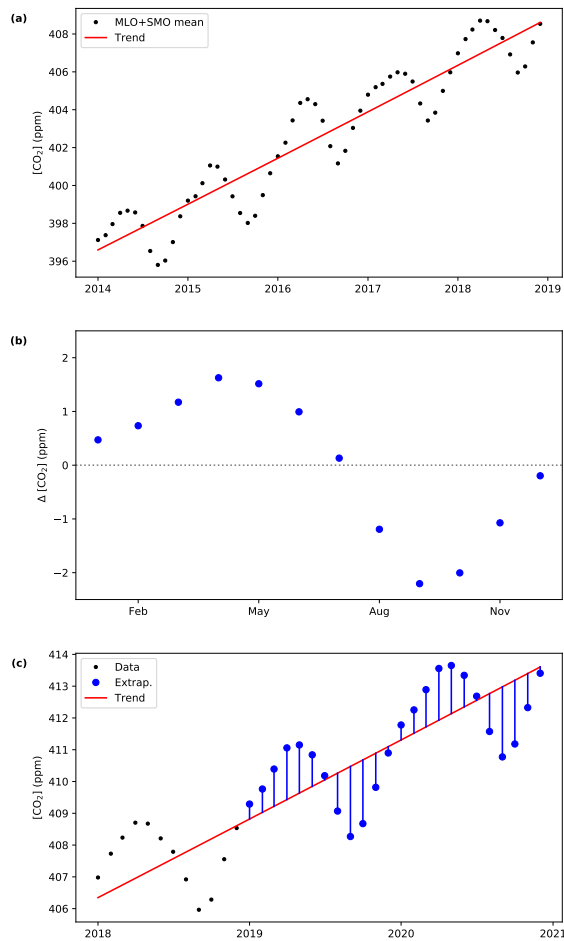 (a)
MLO+SMO mean
Trend
[CO₂] (ppm)
408
406
404
402
400
398
396
2014 2015 2016 2017 2018 2019
(b)
Δ [CO₂] (ppm)
2
1
0
−1
−2
Feb May Aug Nov
(c)
Data
Extrap.
Trend
[CO₂] (ppm)
414
413
412
411
410
409
408
407
406
2018 2019 2020 2021